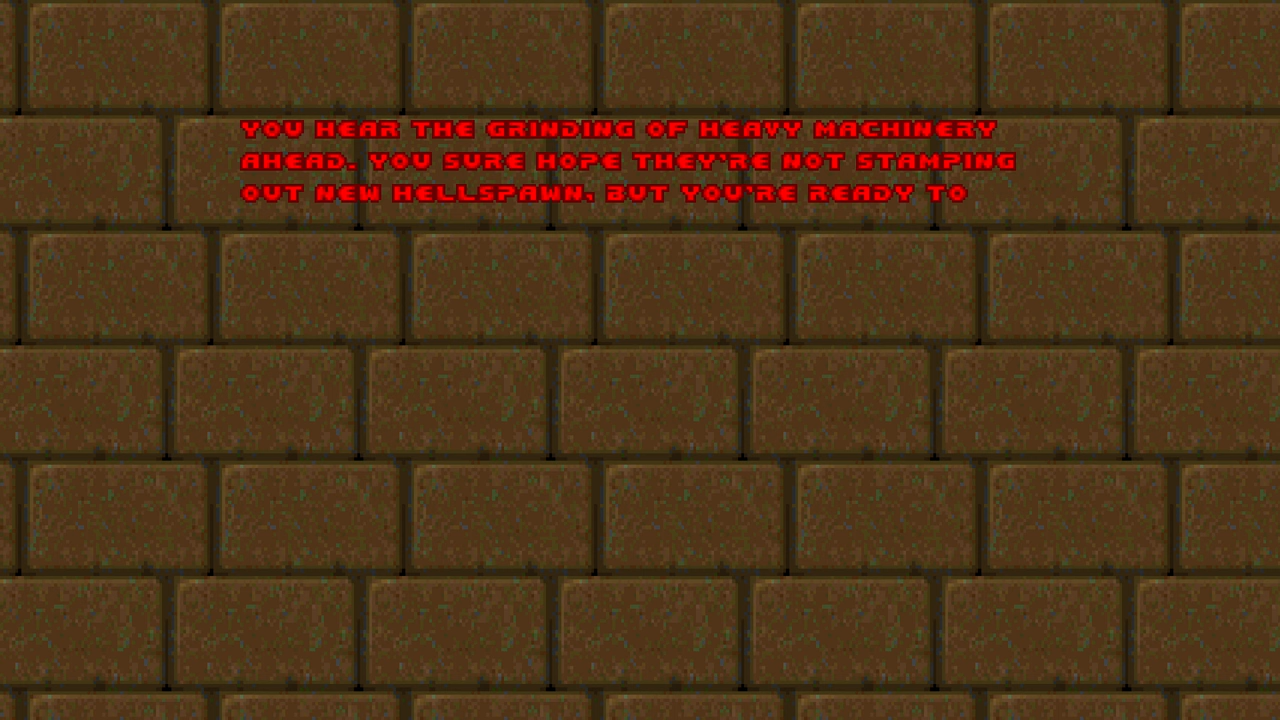 YOU HEAR THE GRINDING OF HEAVY MACHINERY
AHEAD. YOU SURE HOPE THEY'RE NOT STAMPING
OUT NEW HELLSPAWN, BUT YOU'RE READY TO